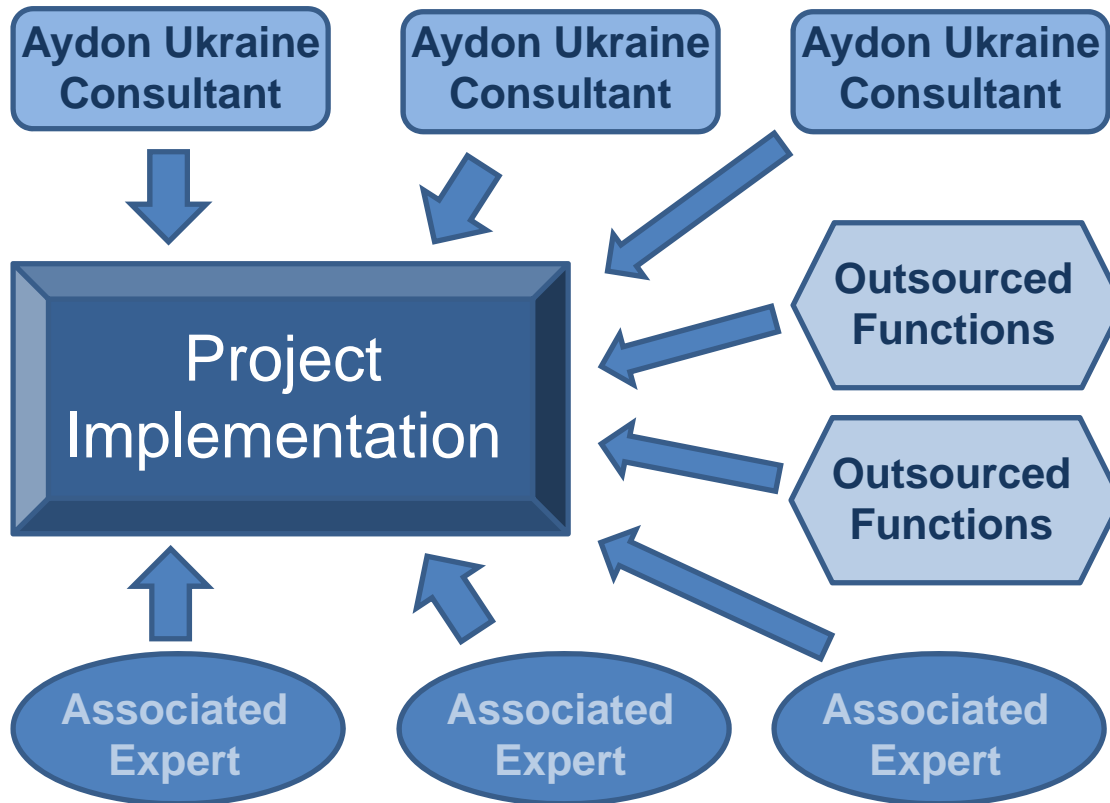 Aydon Ukraine
Consultant
Aydon Ukraine
Consultant
Aydon Ukraine
Consultant
Project
Implementation
Outsourced
Functions
Outsourced
Functions
Associated
Expert
Associated
Expert
Associated
Expert